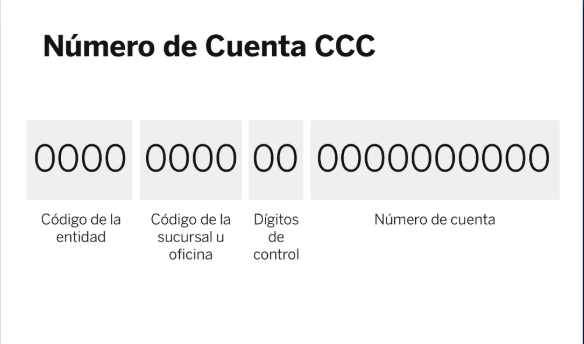 Número de Cuenta CCC
0000 0000 00 0000000000
Código de la entidad
Código de la sucursal u oficina
Dígitos de control
Número de cuenta